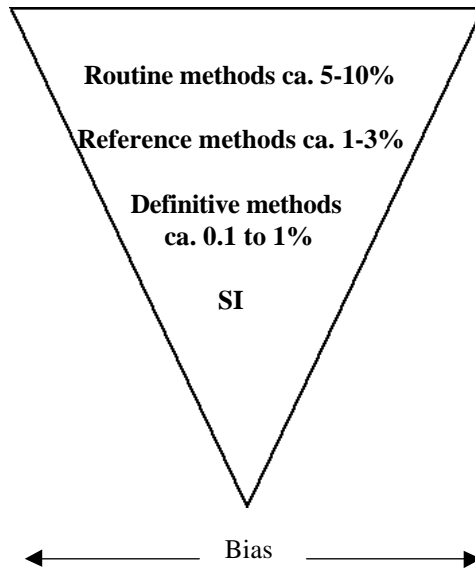 Routine methods ca. 5-10%
Reference methods ca. 1-3%
Definitive methods
ca. 0.1 to 1%
SI
Bias